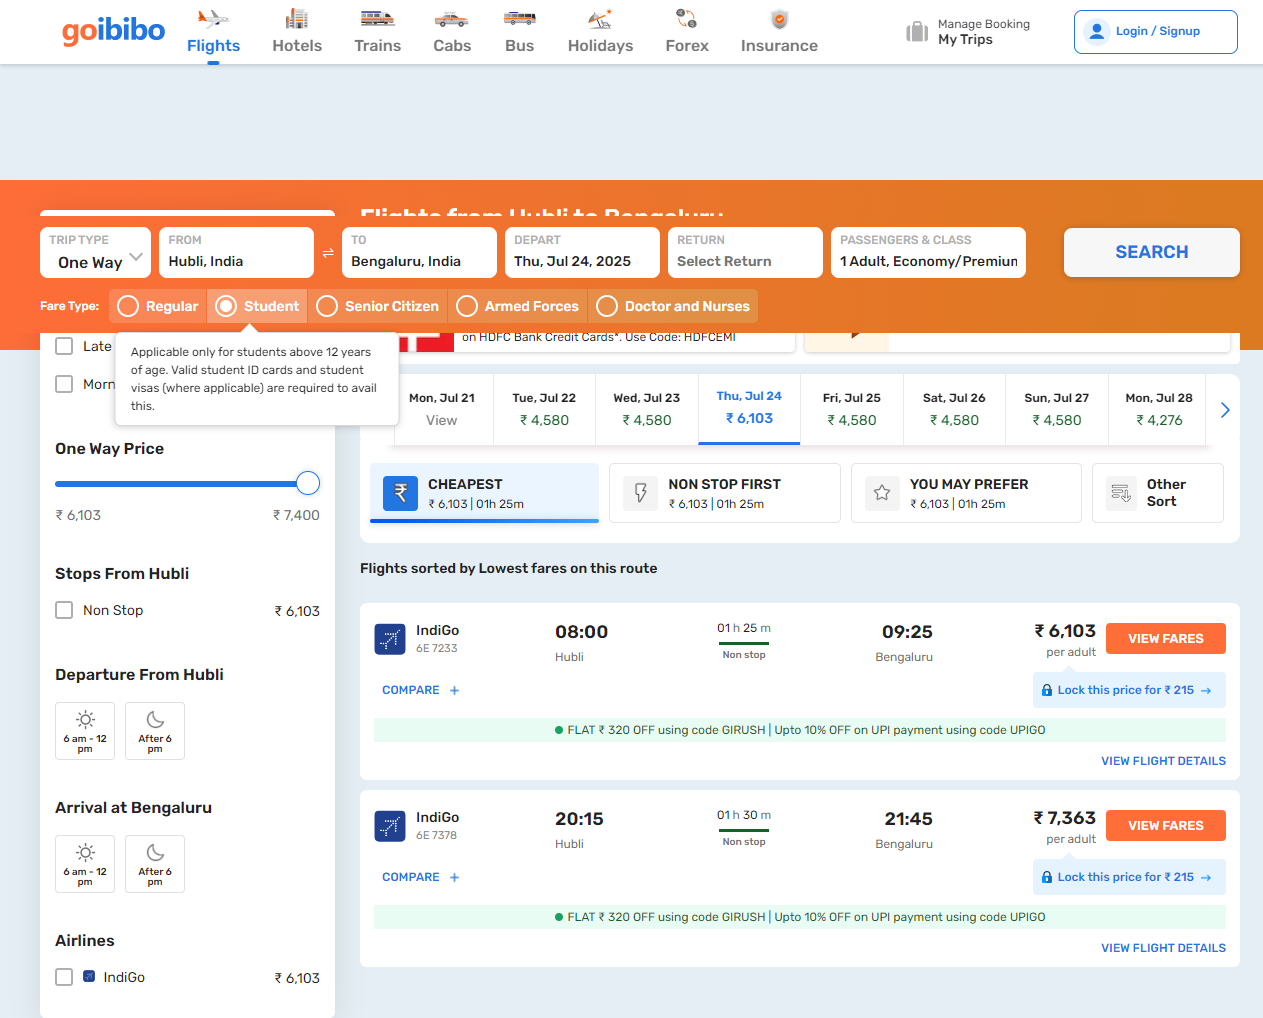 goibibo
Flights
Hotels
Trains
Cabs
Bus
Holidays
Forex
Insurance
Manage Booking
My Trips
Login / Signup
Flights from Hubli to Bengaluru
TRIP TYPE
One Way
FROM
Hubli, India
TO
Bengaluru, India
DEPART
Thu, Jul 24, 2025
RETURN
Select Return
PASSENGERS & CLASS
1 Adult, Economy/Premiun
SEARCH
Fare Type:
Regular
Student
Senior Citizen
Armed Forces
Doctor and Nurses
Applicable only for students above 12 years
of age. Valid student ID cards and student
visas (where applicable) are required to avail
this.
on HDFC Bank Credit Cards*. Use Code: HDFCEMI
Late
Morn
One Way Price
₹ 6,103
₹ 7,400
Stops From Hubli
Non Stop
₹ 6,103
Departure From Hubli
6 am - 12
pm
After 6
pm
Arrival at Bengaluru
6 am - 12
pm
After 6
pm
Airlines
IndiGo
₹ 6,103
Mon, Jul 21
View
Tue, Jul 22
₹ 4,580
Wed, Jul 23
₹ 4,580
Thu, Jul 24
₹ 6,103
Fri, Jul 25
₹ 4,580
Sat, Jul 26
₹ 4,580
Sun, Jul 27
₹ 4,580
Mon, Jul 28
₹ 4,276
CHEAPEST
₹ 6,103 | 01h 25m
NON STOP FIRST
₹ 6,103 | 01h 25m
YOU MAY PREFER
₹ 6,103 | 01h 25m
Other
Sort
Flights sorted by Lowest fares on this route
IndiGo
6E 7233
08:00
Hubli
01 h 25 m
Non stop
09:25
Bengaluru
₹ 6,103
per adult
VIEW FARES
COMPARE +
Lock this price for ₹ 215 →
FLAT ₹ 320 OFF using code GIRUSH | Upto 10% OFF on UPI payment using code UPIGO
VIEW FLIGHT DETAILS
IndiGo
6E 7378
20:15
Hubli
01 h 30 m
Non stop
21:45
Bengaluru
₹ 7,363
per adult
VIEW FARES
COMPARE +
Lock this price for ₹ 215 →
FLAT ₹ 320 OFF using code GIRUSH | Upto 10% OFF on UPI payment using code UPIGO
VIEW FLIGHT DETAILS